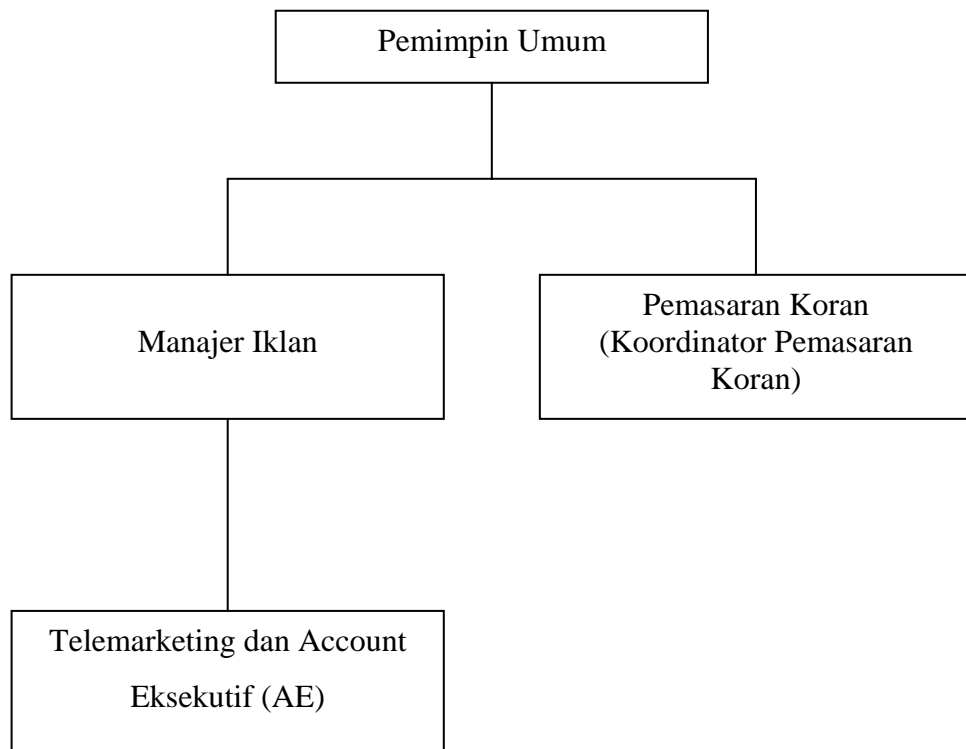 Pemimpin Umum
Manajer Iklan
Pemasaran Koran
(Koordinator Pemasaran
Koran)
Telemarketing dan Account
Eksekutif (AE)